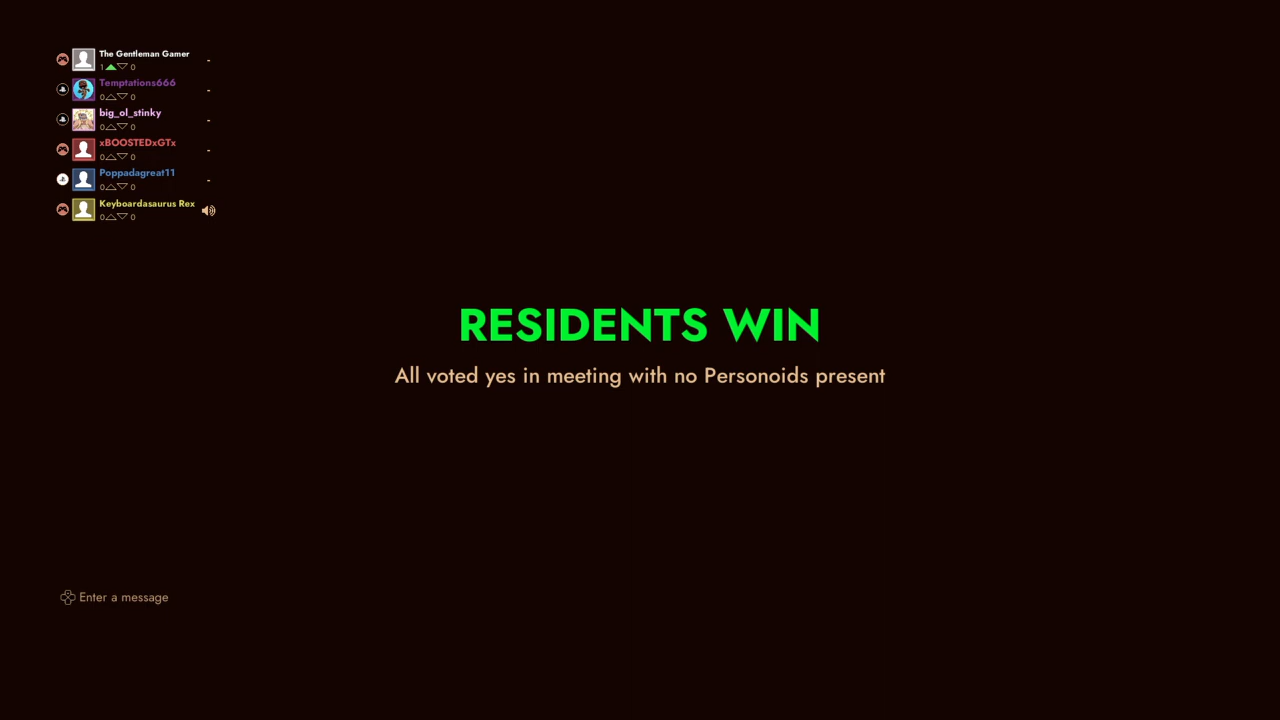 The Gentleman Gamer
1 0
-
Temptations666
0 0
-
big_ol_stinky
0 0
-
xBOOSTEDxGTx
0 0
-
Poppadagreat11
0 0
-
Keyboardasaurus Rex
0 0
RESIDENTS WIN
All voted yes in meeting with no Personoids present
Enter a message